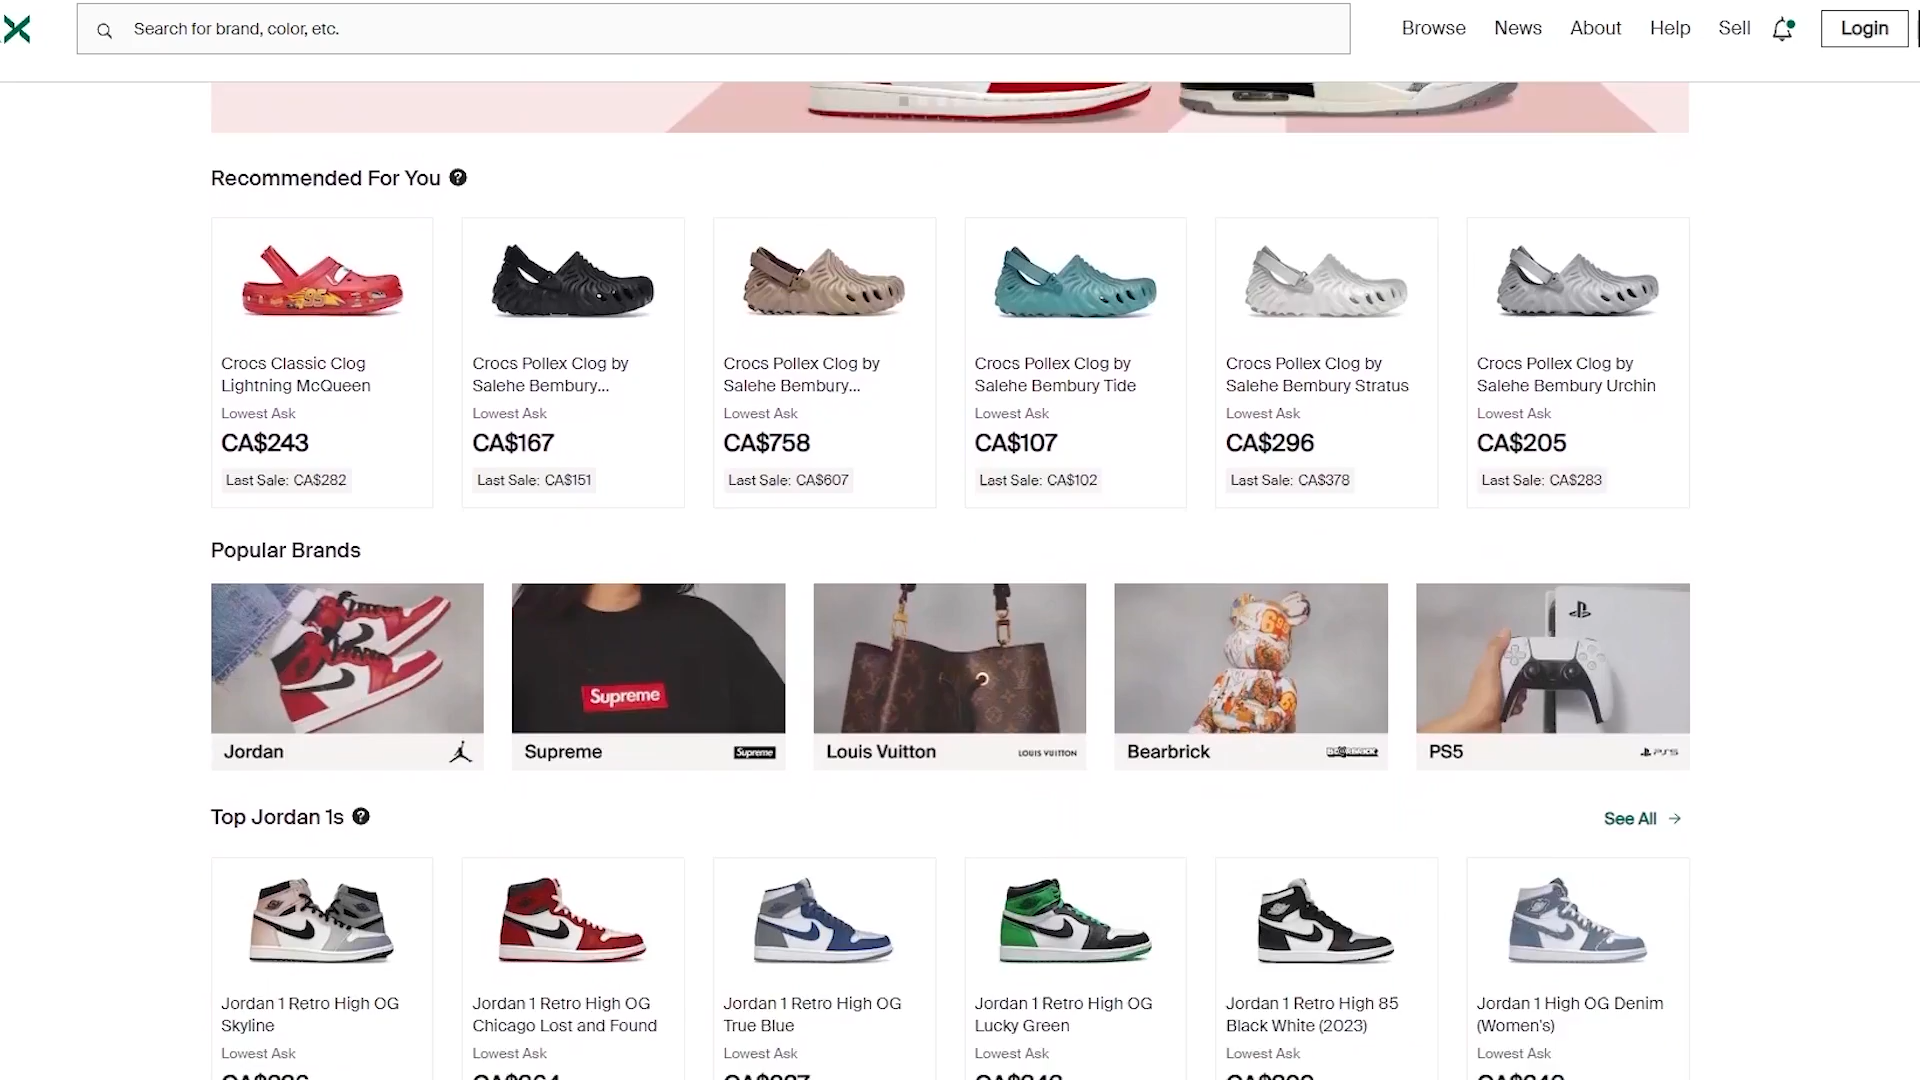 X
Search for brand, color, etc.
Browse
News
About
Help
Sell
Login
Recommended For You ?
95
Crocs Classic Clog
Lightning McQueen
Lowest Ask
CA$243
Last Sale: CA$282
Crocs Pollex Clog by
Salehe Bembury...
Lowest Ask
CA$167
Last Sale: CA$151
Crocs Pollex Clog by
Salehe Bembury...
Lowest Ask
CA$758
Last Sale: CA$607
Crocs Pollex Clog by
Salehe Bembury Tide
Lowest Ask
CA$107
Last Sale: CA$102
Crocs Pollex Clog by
Salehe Bembury Stratus
Lowest Ask
CA$296
Last Sale: CA$378
Crocs Pollex Clog by
Salehe Bembury Urchin
Lowest Ask
CA$205
Last Sale: CA$283
Popular Brands
Jordan
Supreme
Supreme
Supreme
Louis Vuitton
LOUIS VUITTON
Bearbrick
BE@RBRICK
PS5
PS5
Top Jordan 1s ?
See All
Jordan 1 Retro High OG
Skyline
Lowest Ask
Jordan 1 Retro High OG
Chicago Lost and Found
Lowest Ask
Jordan 1 Retro High OG
True Blue
Lowest Ask
Jordan 1 Retro High OG
Lucky Green
Lowest Ask
Jordan 1 Retro High 85
Black White (2023)
Lowest Ask
Jordan 1 High OG Denim
(Women's)
Lowest Ask